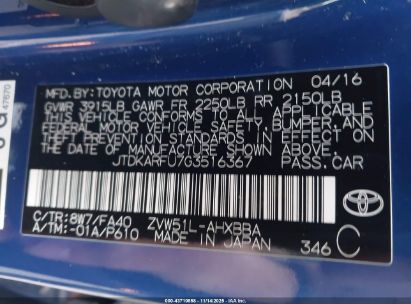 MFD. BY: TOYOTA MOTOR CORPORATION 04/16
GVWR 3915LB GAWR FR 2250LB RR 2150LB
THIS VEHICLE CONFORMS TO ALL APPLICABLE
FEDERAL MOTOR VEHICLE SAFETY, BUMPER, AND
THEFT PREVENTION STANDARDS IN EFFECT ON
THE DATE OF MANUFACTURE SHOWN ABOVE.
JTDKARFU7G3516367 PASS.CAR
C/TR:8W7/FA40 ZVW51L-AHXBBA
A/TM:-01A/P610 MADE IN JAPAN 346 C
TOYOTA
47670